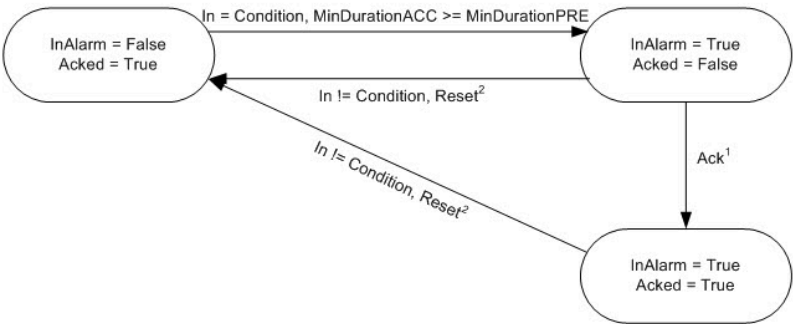 In = Condition, MinDurationACC >= MinDurationPRE
InAlarm = False
Acked = True
InAlarm = True
Acked = False
In != Condition, Reset²
In != Condition, Reset²
Ack¹
InAlarm = True
Acked = True